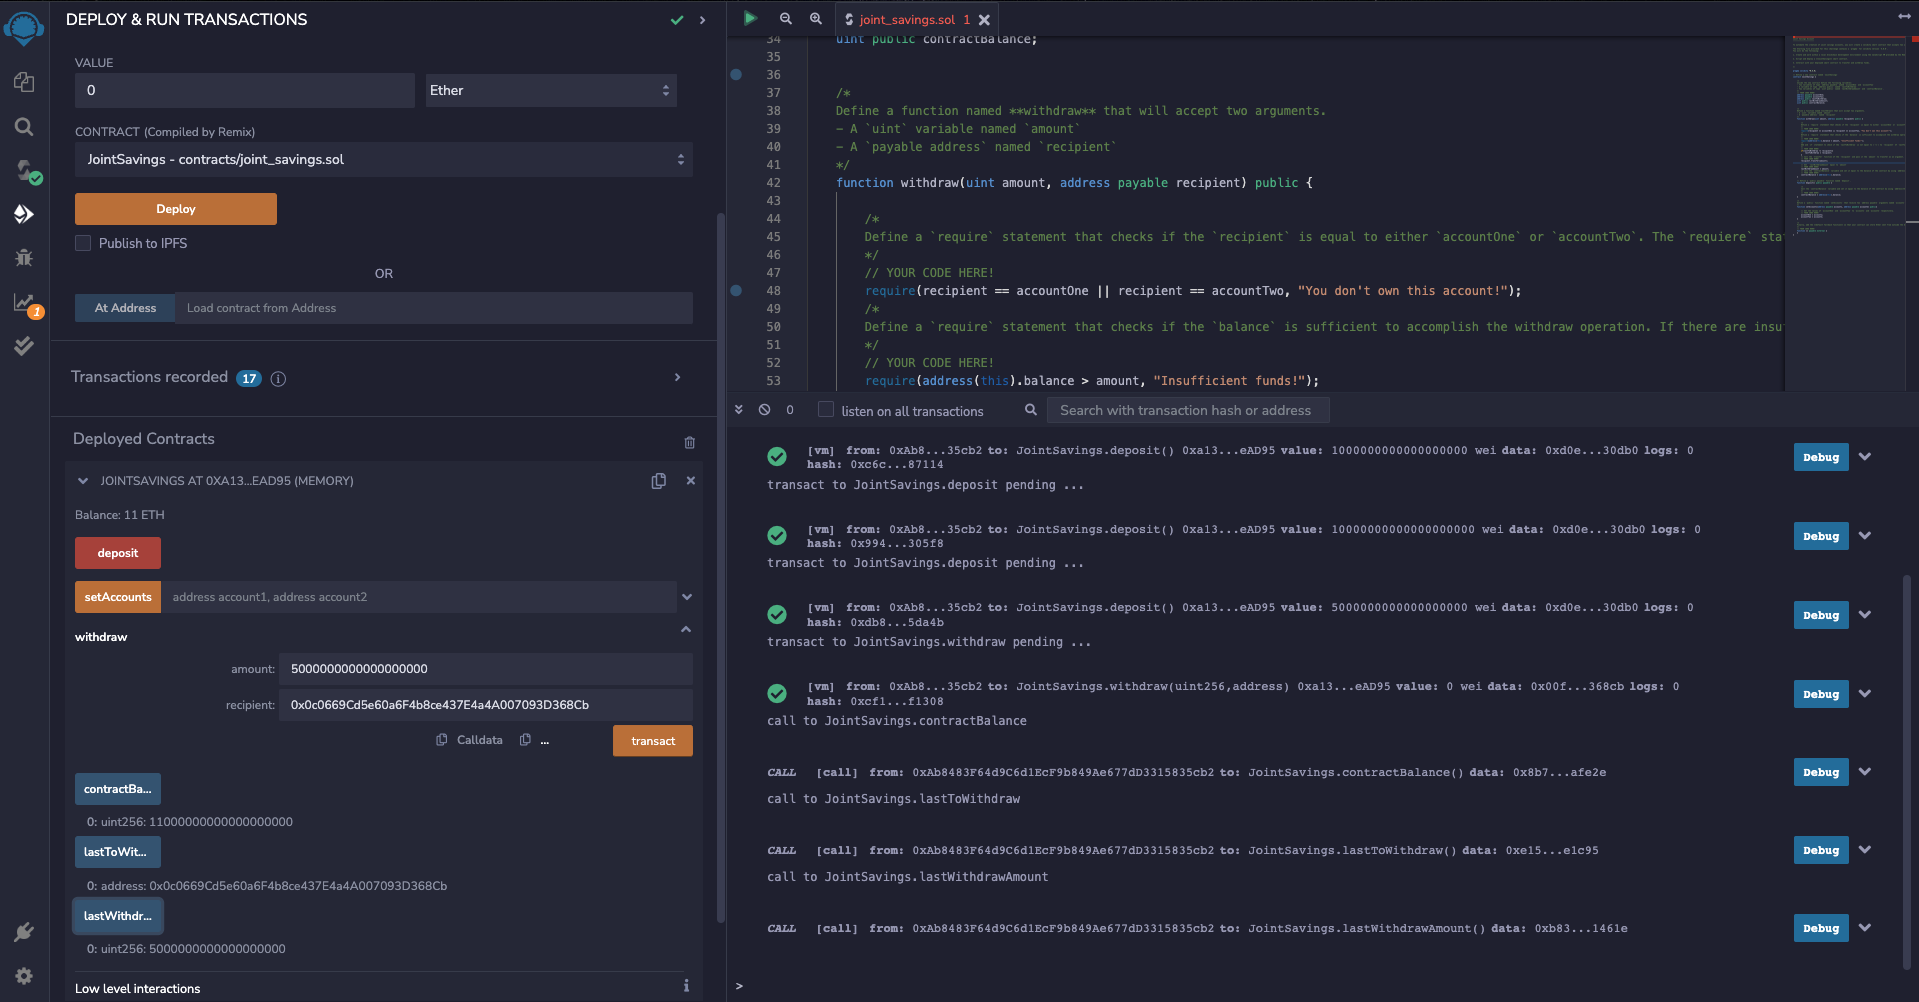 DEPLOY & RUN TRANSACTIONS
VALUE
0
Ether
CONTRACT (Compiled by Remix)
JointSavings - contracts/joint_savings.sol
Deploy
Publish to IPFS
OR
At Address
Load contract from Address
1
Transactions recorded 17 i
Deployed Contracts
JOINTSAVINGS AT 0XA13...EAD95 (MEMORY)
Balance: 11 ETH
deposit
setAccounts
address account1, address account2
withdraw
amount: 5000000000000000000
recipient: 0x0c0669Cd5e60a6F4b8ce437E4a4A007093D368Cb
Calldata ...
transact
contractBa...
0: uint256: 11000000000000000000
lastToWit...
0: address: 0x0c0669Cd5e60a6F4b8ce437E4a4A007093D368Cb
lastWithdr...
0: uint256: 5000000000000000000
Low level interactions i
joint_savings.sol 1
34 uint public contractBalance;
35
36
37 /*
38 Define a function named **withdraw** that will accept two arguments.
39 - A `uint` variable named `amount`
40 - A `payable address` named `recipient`
41 */
42 function withdraw(uint amount, address payable recipient) public {
43
44 /*
45 Define a `require` statement that checks if the `recipient` is equal to either `accountOne` or `accountTwo`. The `requiere` sta
46 */
47 // YOUR CODE HERE!
48 require(recipient == accountOne || recipient == accountTwo, "You don't own this account!");
49 /*
50 Define a `require` statement that checks if the `balance` is sufficient to accomplish the withdraw operation. If there are insu
51 */
52 // YOUR CODE HERE!
53 require(address(this).balance > amount, "Insufficient funds!");
0 listen on all transactions
Search with transaction hash or address
[vm] from: 0xAb8...35cb2 to: JointSavings.deposit() 0xa13...eAD95 value: 1000000000000000000 wei data: 0xd0e...30db0 logs: 0
hash: 0xc6c...87114
Debug
transact to JointSavings.deposit pending ...
[vm] from: 0xAb8...35cb2 to: JointSavings.deposit() 0xa13...eAD95 value: 10000000000000000000 wei data: 0xd0e...30db0 logs: 0
hash: 0x994...305f8
Debug
transact to JointSavings.deposit pending ...
[vm] from: 0xAb8...35cb2 to: JointSavings.deposit() 0xa13...eAD95 value: 5000000000000000000 wei data: 0xd0e...30db0 logs: 0
hash: 0xdb8...5da4b
Debug
transact to JointSavings.withdraw pending ...
[vm] from: 0xAb8...35cb2 to: JointSavings.withdraw(uint256,address) 0xa13...eAD95 value: 0 wei data: 0x00f...368cb logs: 0
hash: 0xcf1...f1308
Debug
call to JointSavings.contractBalance
CALL [call] from: 0xAb8483F64d9C6d1EcF9b849Ae677dD3315835cb2 to: JointSavings.contractBalance() data: 0x8b7...afe2e
Debug
call to JointSavings.lastToWithdraw
CALL [call] from: 0xAb8483F64d9C6d1EcF9b849Ae677dD3315835cb2 to: JointSavings.lastToWithdraw() data: 0xe15...e1c95
Debug
call to JointSavings.lastWithdrawAmount
CALL [call] from: 0xAb8483F64d9C6d1EcF9b849Ae677dD3315835cb2 to: JointSavings.lastWithdrawAmount() data: 0xb83...1461e
Debug
>